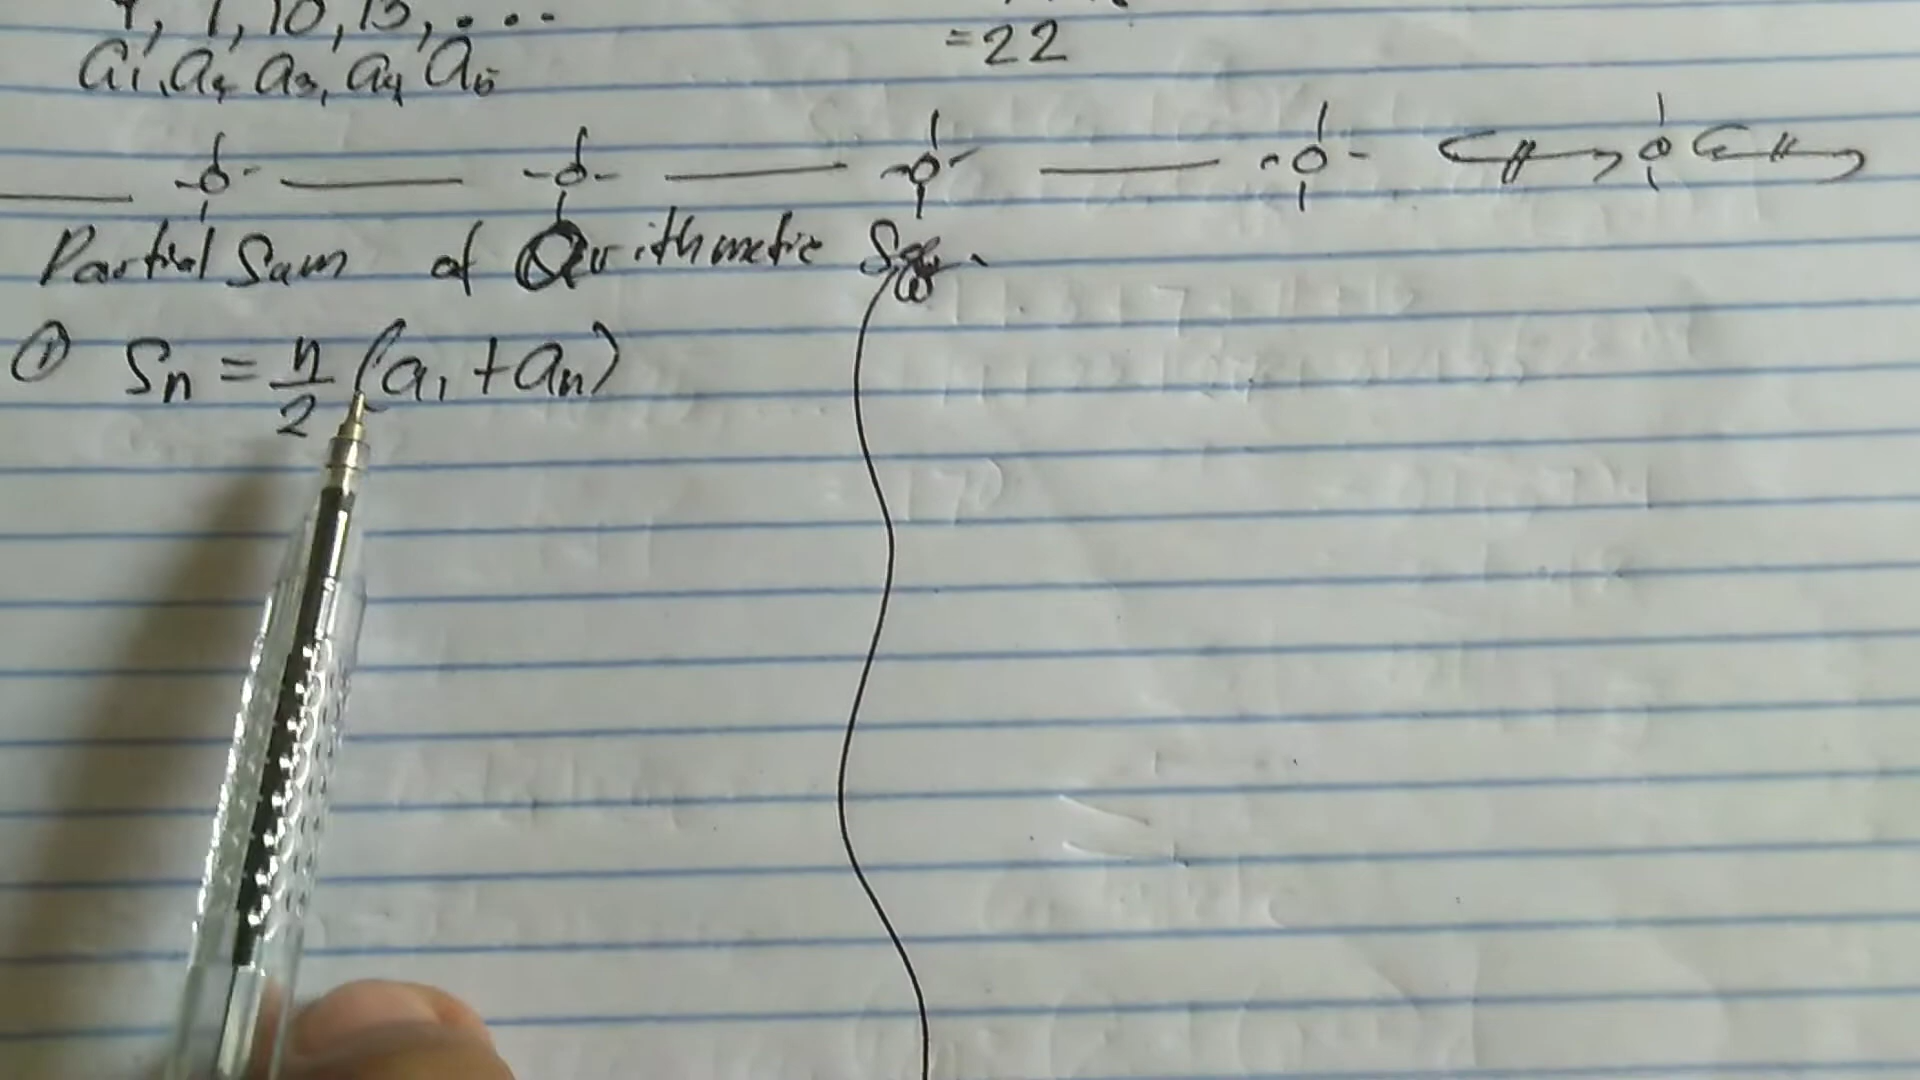 4, 7, 10, 13, ...
a1, a2, a3, a4, a5
=22
Partial Sum of Arithmetic Seq.
① Sn = n/2 (a1 + an)